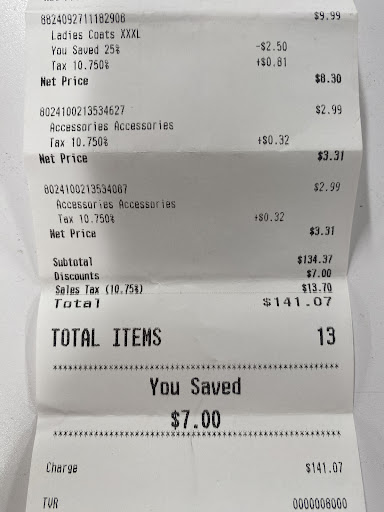 8824092711182908 $9.99
Ladies Coats XXXL
You Saved 25% -$2.50
Tax 10.750% +$0.81
Net Price $8.30
8024100213534627 $2.99
Accessories Accessories
Tax 10.750% +$0.32
Net Price $3.31
8024100213534087 $2.99
Accessories Accessories
Tax 10.750% +$0.32
Net Price $3.31
Subtotal $134.37
Discounts $7.00
Sales Tax (10.75%) $13.70
Total $141.07
TOTAL ITEMS 13
You Saved
$7.00
Charge $141.07
TVR 0000008000